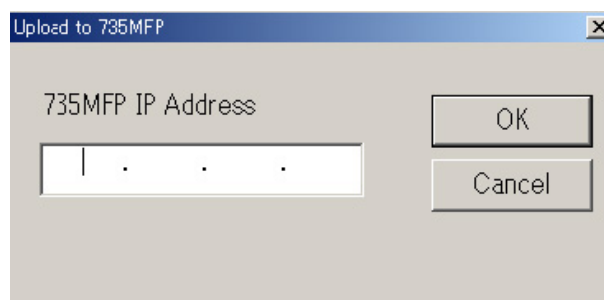 Upload to 735MFP
735MFP IP Address
. . .
OK
Cancel